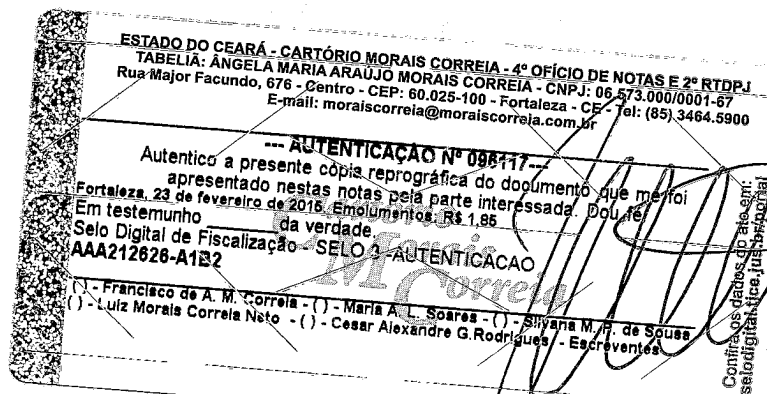 ESTADO DO CEARÁ - CARTÓRIO MORAIS CORREIA - 4º OFÍCIO DE NOTAS E 2º RTDPJ
TABELIÃ: ÂNGELA MARIA ARAÚJO MORAIS CORREIA - CNPJ: 06.573.000/0001-67
Rua Major Facundo, 676 - Centro - CEP: 60.025-100 - Fortaleza - CE - Tel: (85) 3464.5900
E-mail: moraiscorreia@moraiscorreia.com.br
--- AUTENTICAÇÃO Nº 096117---
Autentico a presente cópia reprográfica do documento que me foi
apresentado nestas notas pela parte interessada. Dou fé.
Fortaleza, 23 de fevereiro de 2015. Emolumentos: R$ 1,85
Em testemunho ________ da verdade.
Selo Digital de Fiscalização - SELO 3 -AUTENTICACAO
AAA212626-A1B2
Morais
Correia
( ) - Francisco de A. M. Correia - ( ) - Maria A. L. Soares - ( ) - Silvana M. P. de Sousa
( ) - Luiz Morais Correia Neto - ( ) - Cesar Alexandre G.Rodrigues - Escreventes
Confira os dados do ato em:
selodigital.tjce.jus.br/portal